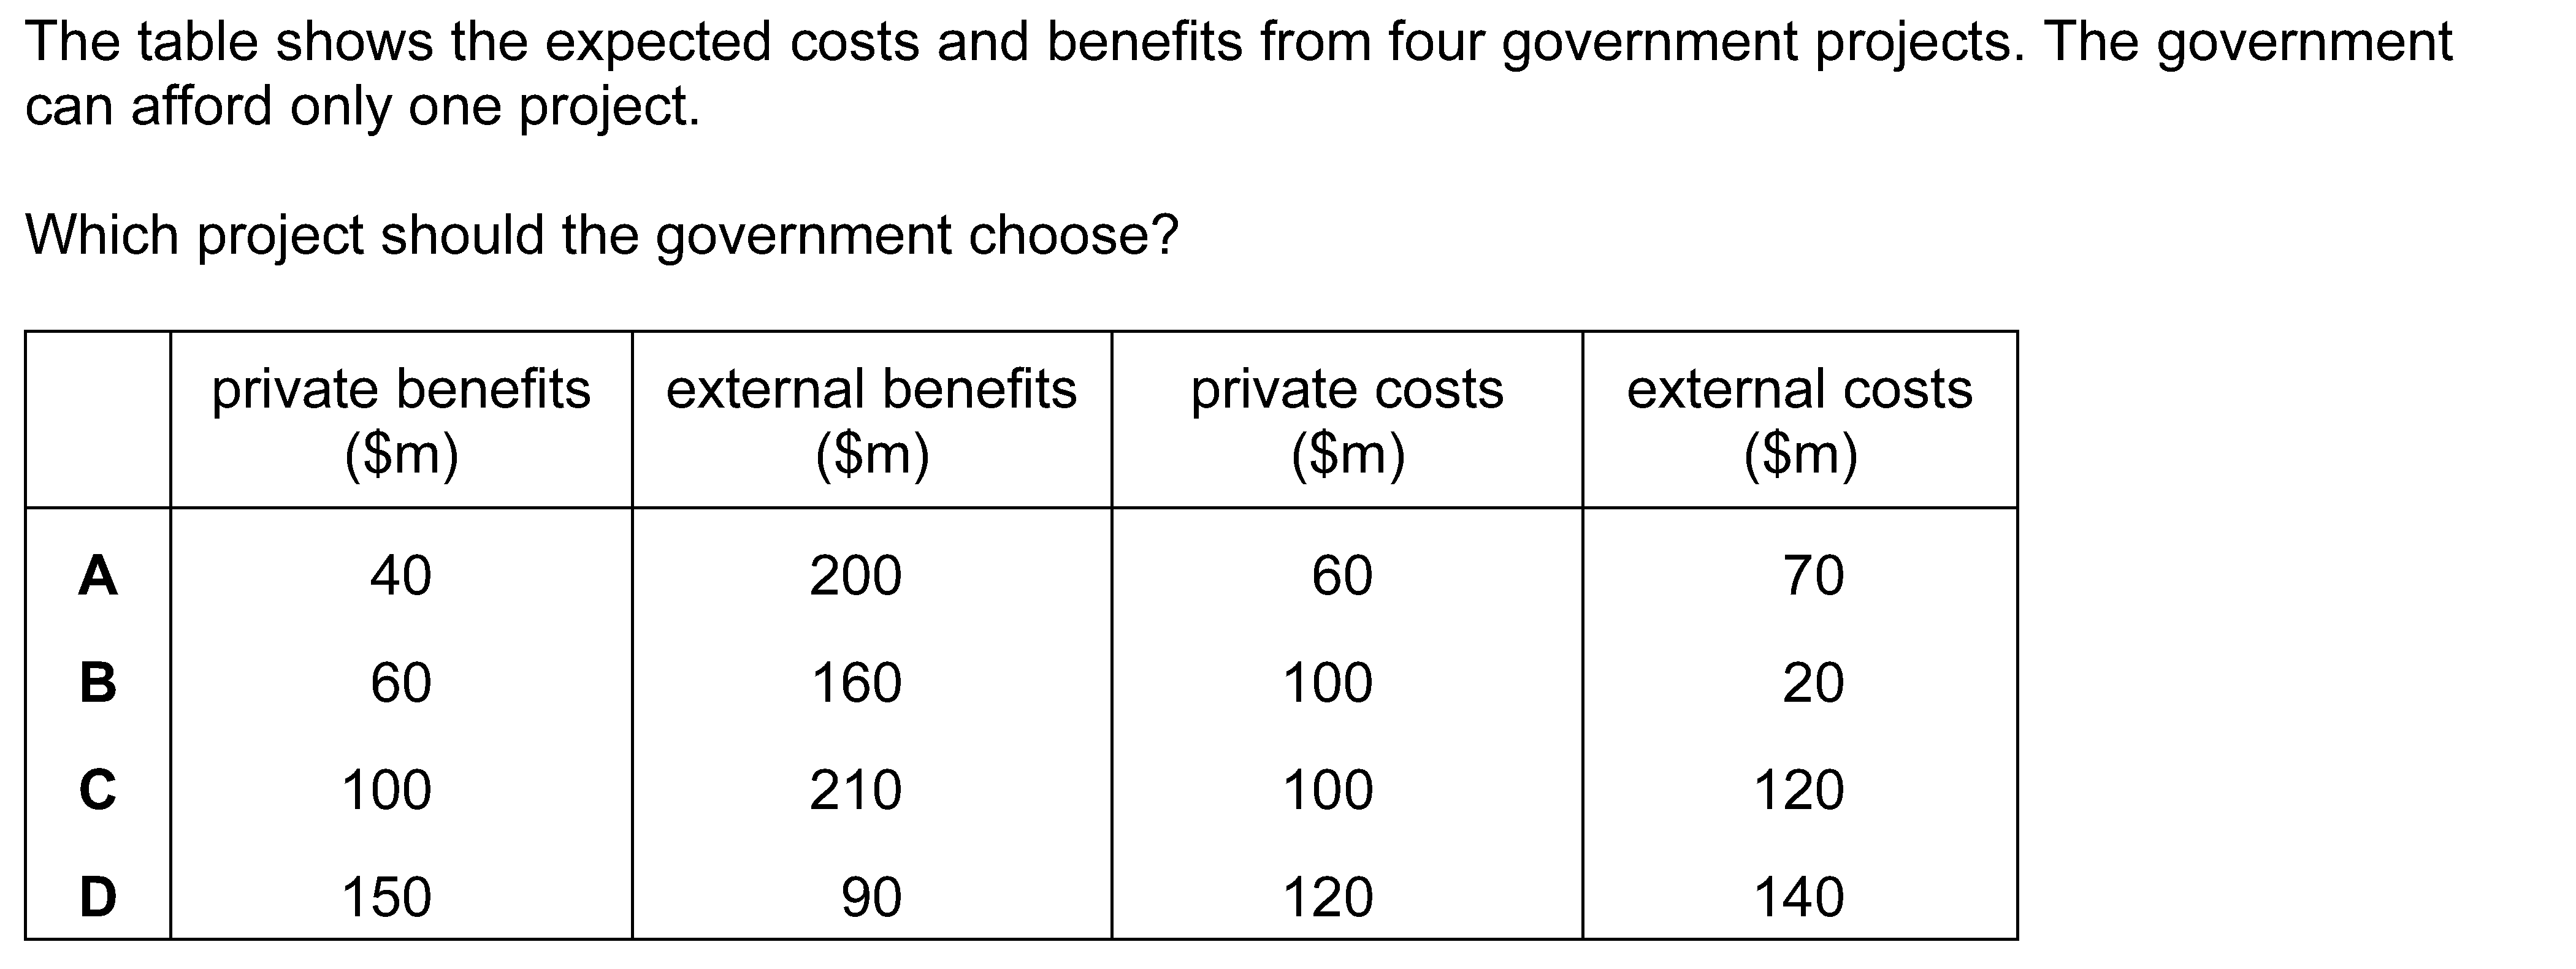 The table shows the expected costs and benefits from four government projects. The government
can afford only one project.
Which project should the government choose?
private benefits external benefits private costs external costs
($m) ($m) ($m) ($m)
A 40 200 60 70
B 60 160 100 20
C 100 210 100 120
D 150 90 120 140